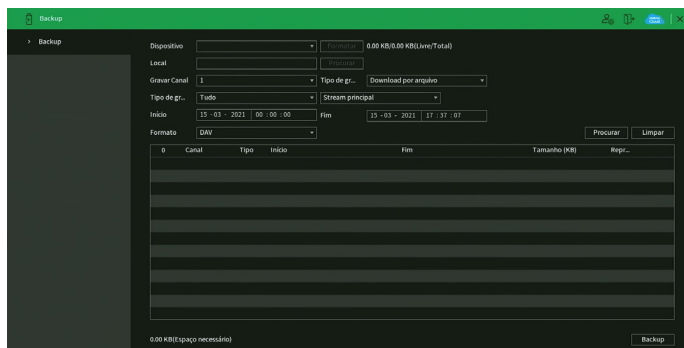 Backup
Backup
Dispositivo Formatar 0.00 KB/0.00 KB(Livre/Total)
Local Procurar
Gravar Canal 1 Tipo de gr... Download por arquivo
Tipo de gr... Tudo Stream principal
Início 15 - 03 - 2021 00 : 00 : 00 Fim 15 - 03 - 2021 17 : 37 : 07
Formato DAV Procurar Limpar
0 Canal Tipo Início Fim Tamanho (KB) Repr...
0.00 KB(Espaço necessário) Backup